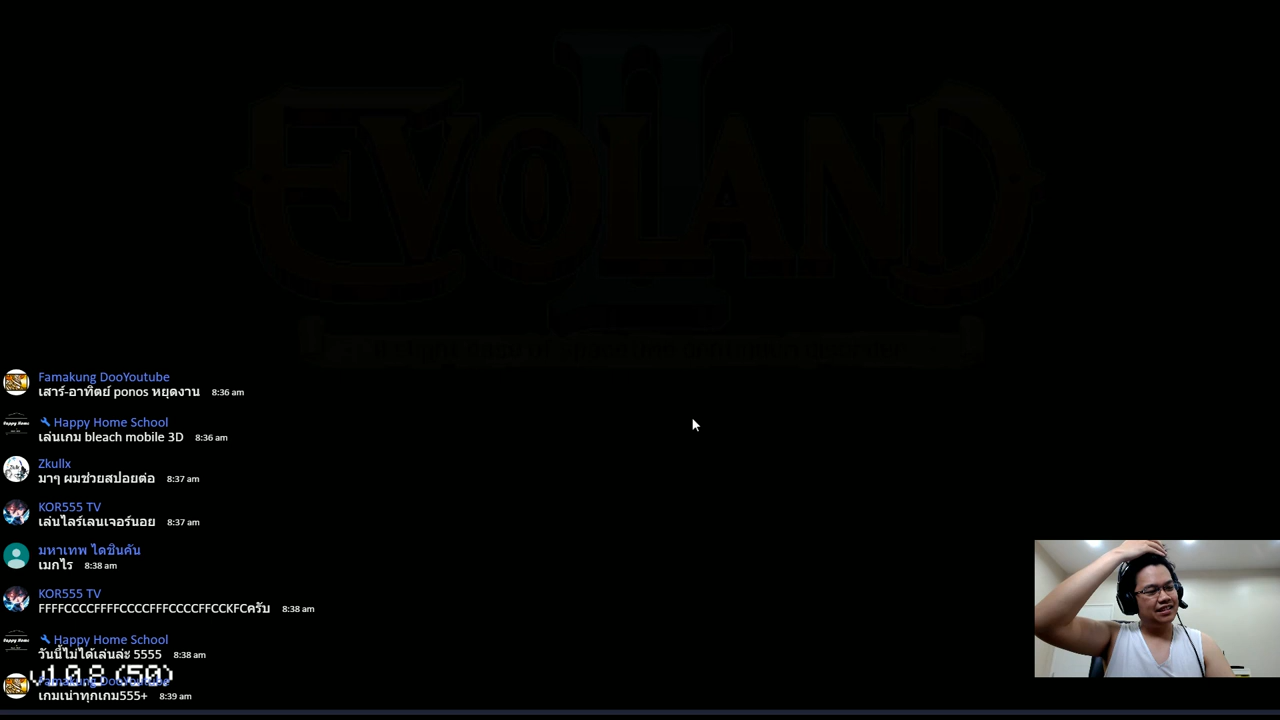 II
EVOLAND
Famakung DooYoutube
เสาร์-อาทิตย์ ponos หยุดงาน 8:36 am
Happy Home School
เล่นเกม bleach mobile 3D 8:36 am
Zkullx
มาๆ ผมช่วยสปอยต่อ 8:37 am
KOR555 TV
เล่นไลร์เลนเจอร์นอย 8:37 am
มหาเทพ ไดชินคัน
เมกไร 8:38 am
KOR555 TV
FFFFCCCCFFFFCCCCFFFCCCCFFCCKFCครับ 8:38 am
Happy Home School
วันนี้ไม่ได้เล่นล่ะ 5555 8:38 am
v1.0.8 (50)
Famakung DooYoutube
เกมเน่าทุกเกม555+ 8:39 am